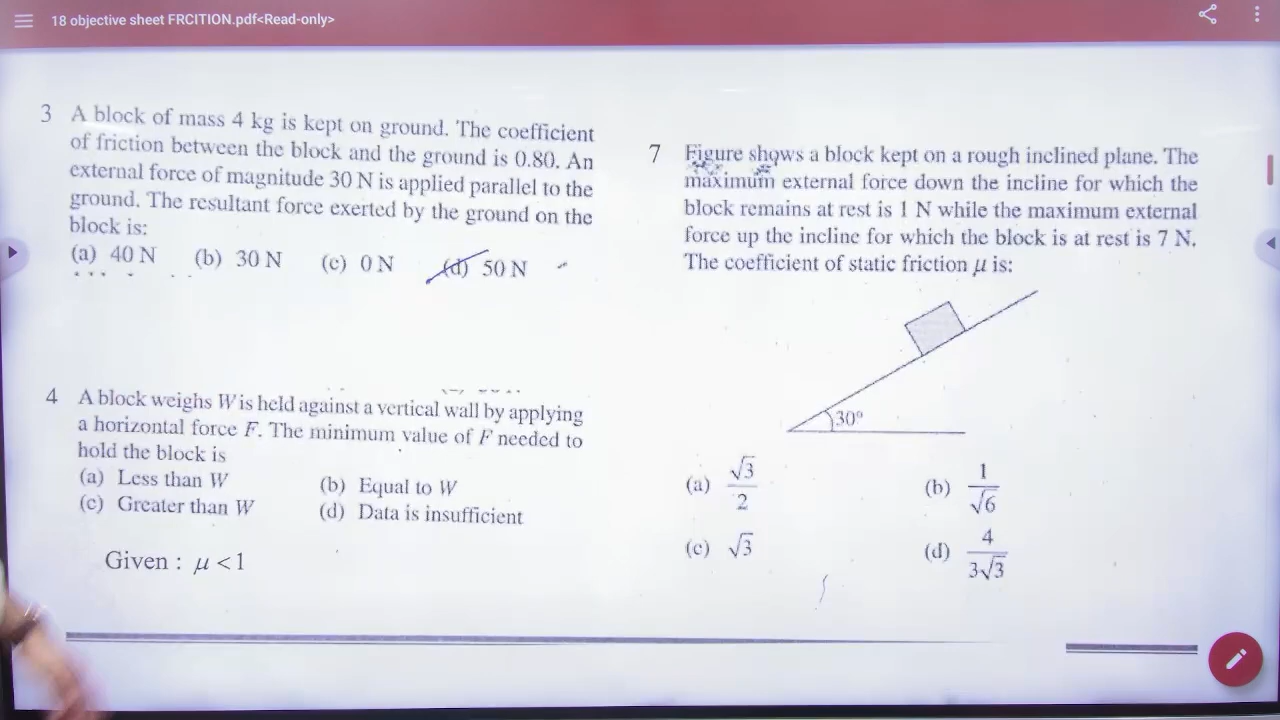 18 objective sheet FRCITION.pdf<Read-only>
3 A block of mass 4 kg is kept on ground. The coefficient
of friction between the block and the ground is 0.80. An
external force of magnitude 30 N is applied parallel to the
ground. The resultant force exerted by the ground on the
block is:
(a) 40 N (b) 30 N (c) 0 N (d) 50 N
4 A block weighs W is held against a vertical wall by applying
a horizontal force F. The minimum value of F needed to
hold the block is
(a) Less than W (b) Equal to W
(c) Greater than W (d) Data is insufficient
Given : μ < 1
7 Figure shows a block kept on a rough inclined plane. The
maximum external force down the incline for which the
block remains at rest is 1 N while the maximum external
force up the incline for which the block is at rest is 7 N.
The coefficient of static friction μ is:
30°
(a) √3/2 (b) 1/√6
(c) √3 (d) 4/3√3